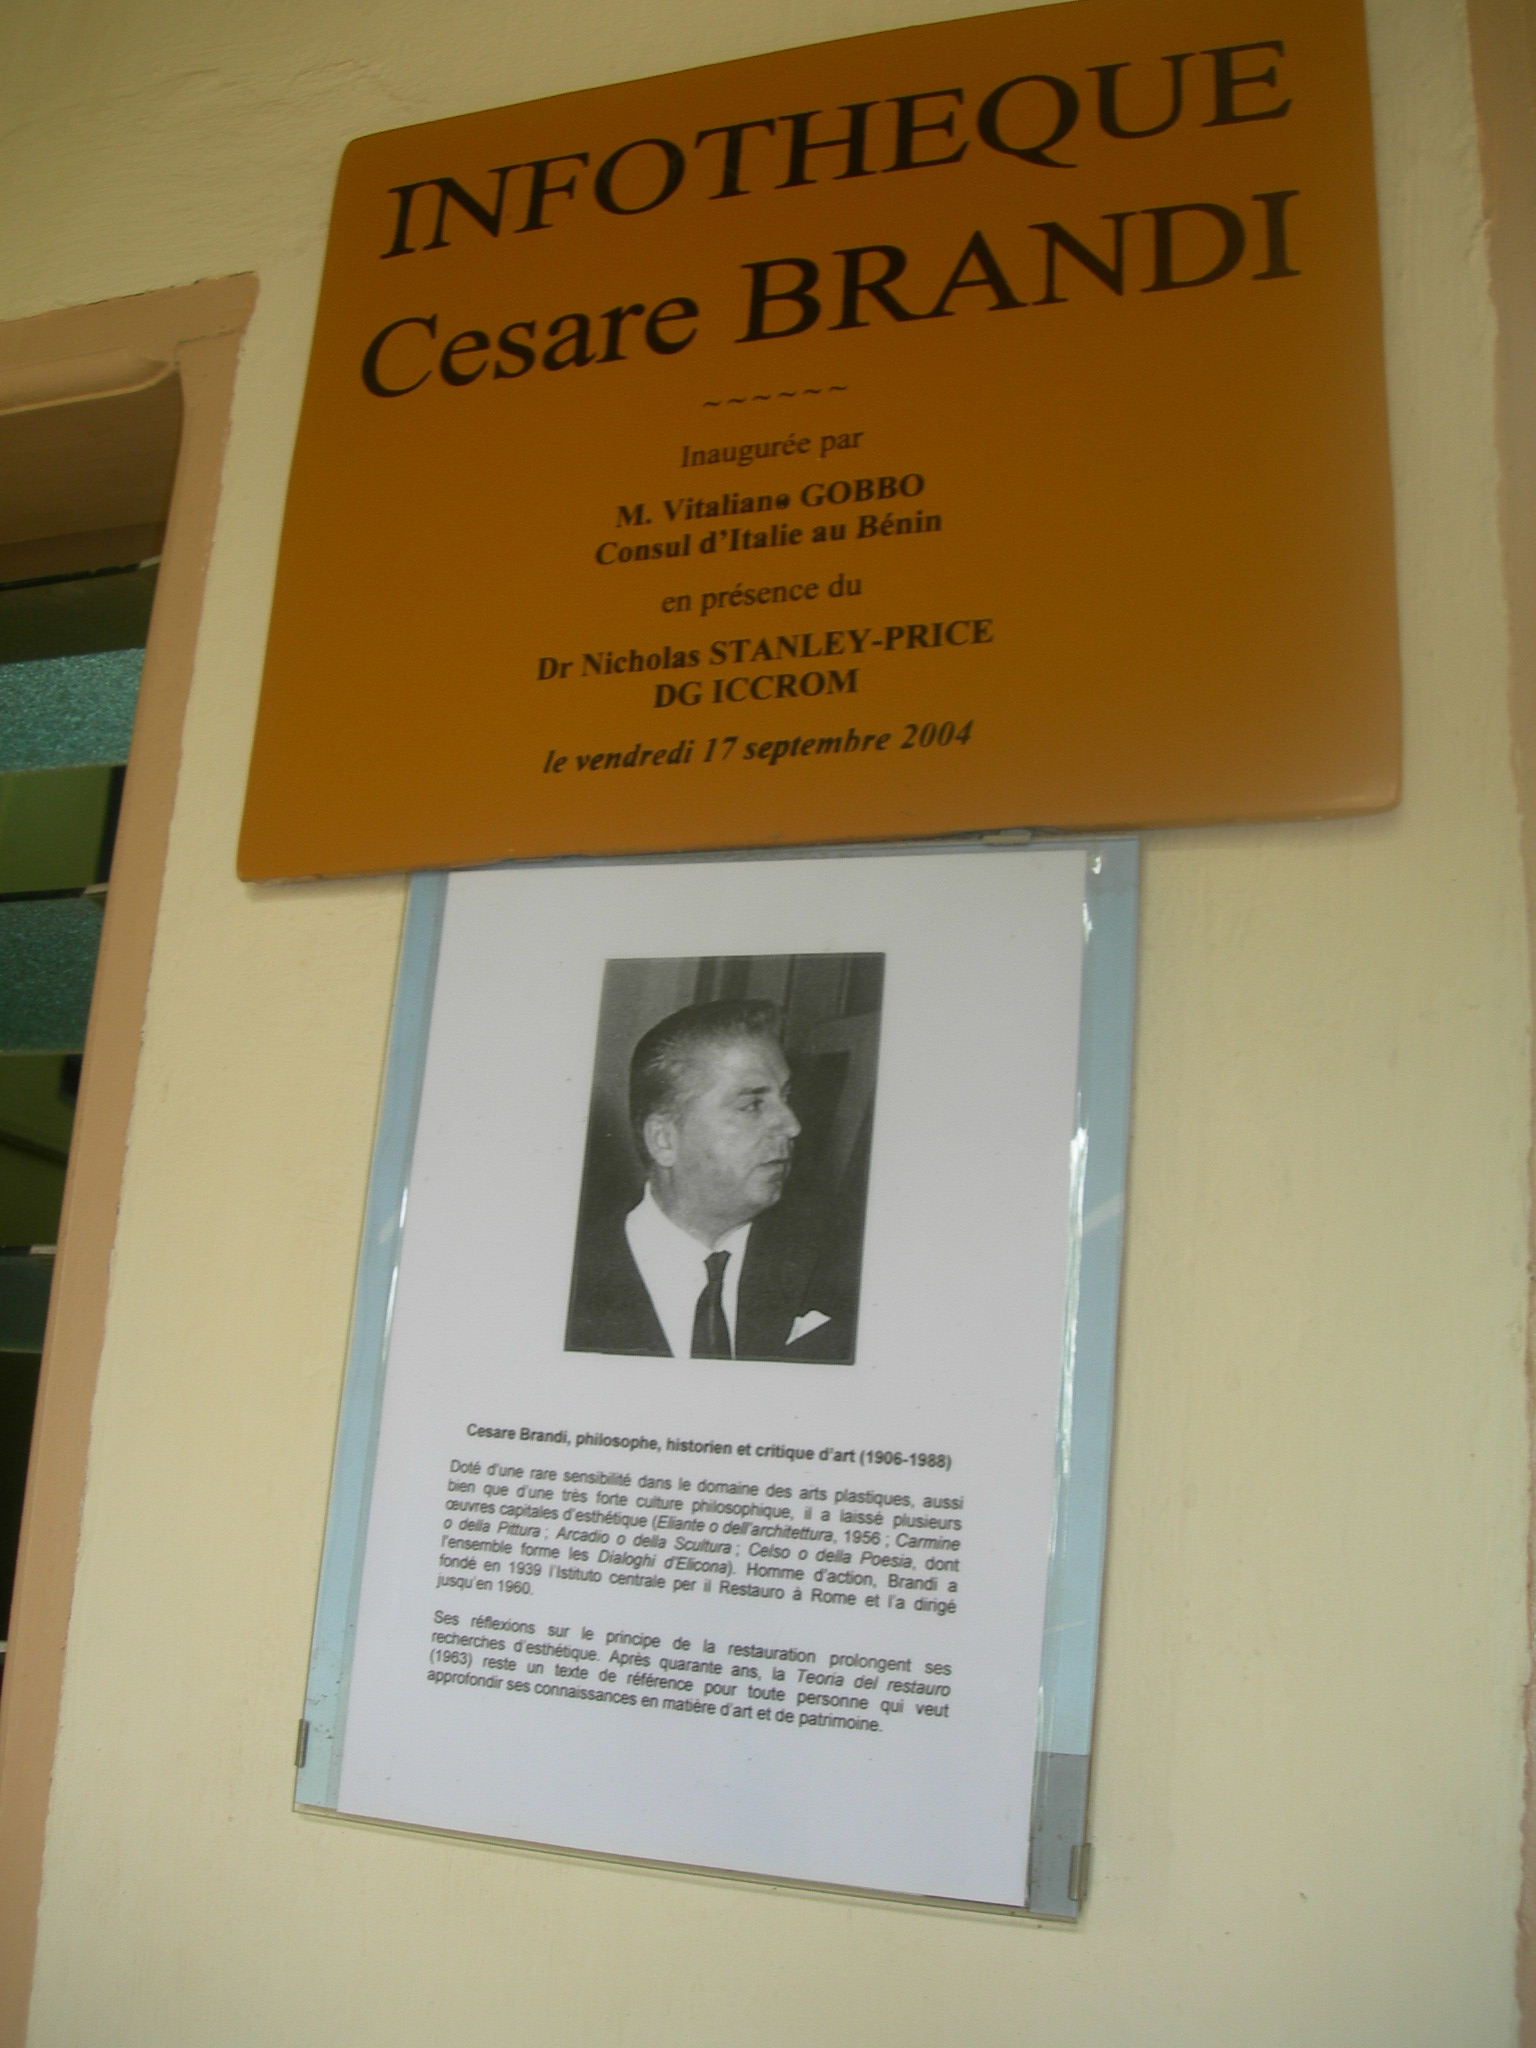 INFOTHEQUE
Cesare BRANDI
~~~~~~
Inaugurée par
M. Vitaliano GOBBO
Consul d'Italie au Bénin
en présence du
Dr Nicholas STANLEY-PRICE
DG ICCROM
le vendredi 17 septembre 2004
Cesare Brandi, philosophe, historien et critique d'art (1906-1988)
Doté d'une rare sensibilité dans le domaine des arts plastiques, aussi
bien que d'une très forte culture philosophique, il a laissé plusieurs
œuvres capitales d'esthétique (Eliante o dell'architettura, 1956 ; Carmine
o della Pittura ; Arcadio o della Scultura ; Celso o della Poesia, dont
l'ensemble forme les Dialoghi d'Elicona). Homme d'action, Brandi a
fondé en 1939 l'Istituto centrale per il Restauro à Rome et l'a dirigé
jusqu'en 1960.
Ses réflexions sur le principe de la restauration prolongent ses
recherches d'esthétique. Après quarante ans, la Teoria del restauro
(1963) reste un texte de référence pour toute personne qui veut
approfondir ses connaissances en matière d'art et de patrimoine.